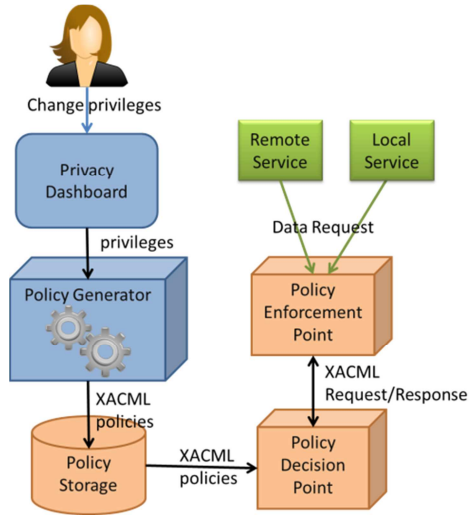 Change privileges
Privacy
Dashboard
privileges
Policy Generator
XACML
policies
Policy
Storage
XACML
policies
Remote
Service
Local
Service
Data Request
Policy
Enforcement
Point
XACML
Request/Response
Policy
Decision
Point